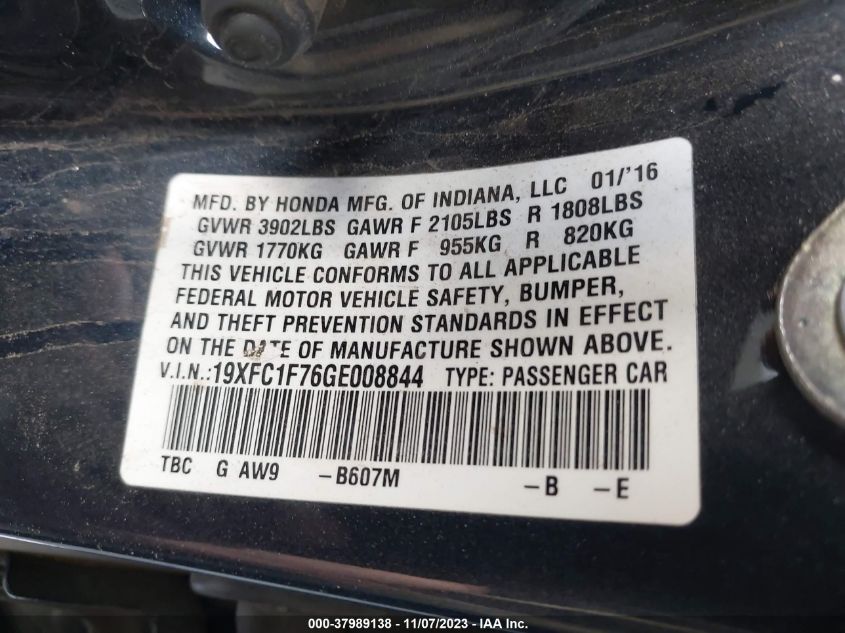 MFD. BY HONDA MFG. OF INDIANA, LLC 01/'16
GVWR 3902LBS GAWR F 2105LBS R 1808LBS
GVWR 1770KG GAWR F 955KG R 820KG
THIS VEHICLE CONFORMS TO ALL APPLICABLE
FEDERAL MOTOR VEHICLE SAFETY, BUMPER,
AND THEFT PREVENTION STANDARDS IN EFFECT
ON THE DATE OF MANUFACTURE SHOWN ABOVE.
V.I.N.:19XFC1F76GE008844 TYPE: PASSENGER CAR
TBC G AW9 -B607M -B -E
000-37989138 - 11/07/2023 - IAA Inc.